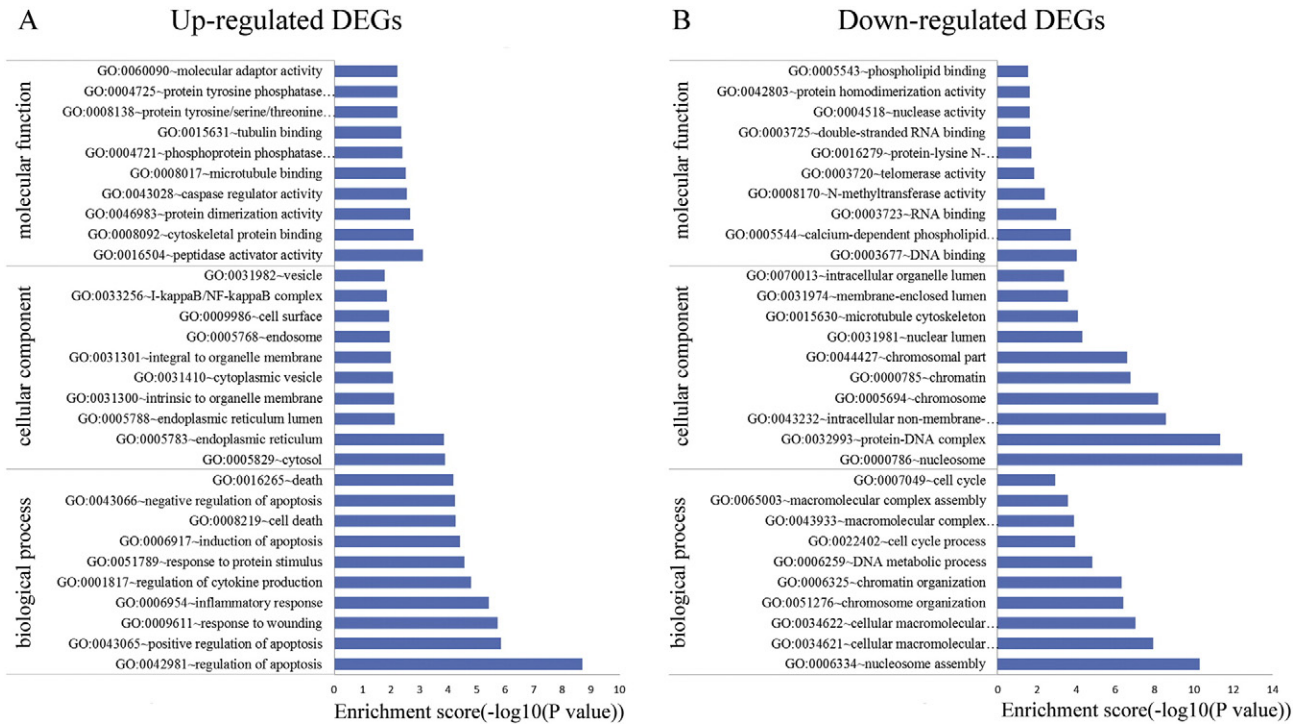 A
Up-regulated DEGs
molecular function
GO:0060090~molecular adaptor activity
GO:0004725~protein tyrosine phosphatase…
GO:0008138~protein tyrosine/serine/threonine…
GO:0015631~tubulin binding
GO:0004721~phosphoprotein phosphatase…
GO:0008017~microtubule binding
GO:0043028~caspase regulator activity
GO:0046983~protein dimerization activity
GO:0008092~cytoskeletal protein binding
GO:0016504~peptidase activator activity
cellular component
GO:0031982~vesicle
GO:0033256~I-kappaB/NF-kappaB complex
GO:0009986~cell surface
GO:0005768~endosome
GO:0031301~integral to organelle membrane
GO:0031410~cytoplasmic vesicle
GO:0031300~intrinsic to organelle membrane
GO:0005788~endoplasmic reticulum lumen
GO:0005783~endoplasmic reticulum
GO:0005829~cytosol
biological process
GO:0016265~death
GO:0043066~negative regulation of apoptosis
GO:0008219~cell death
GO:0006917~induction of apoptosis
GO:0051789~response to protein stimulus
GO:0001817~regulation of cytokine production
GO:0006954~inflammatory response
GO:0009611~response to wounding
GO:0043065~positive regulation of apoptosis
GO:0042981~regulation of apoptosis
0 1 2 3 4 5 6 7 8 9 10
Enrichment score(-log10(P value))
B
Down-regulated DEGs
molecular function
GO:0005543~phospholipid binding
GO:0042803~protein homodimerization activity
GO:0004518~nuclease activity
GO:0003725~double-stranded RNA binding
GO:0016279~protein-lysine N-…
GO:0003720~telomerase activity
GO:0008170~N-methyltransferase activity
GO:0003723~RNA binding
GO:0005544~calcium-dependent phospholipid…
GO:0003677~DNA binding
cellular component
GO:0070013~intracellular organelle lumen
GO:0031974~membrane-enclosed lumen
GO:0015630~microtubule cytoskeleton
GO:0031981~nuclear lumen
GO:0044427~chromosomal part
GO:0000785~chromatin
GO:0005694~chromosome
GO:0043232~intracellular non-membrane-…
GO:0032993~protein-DNA complex
GO:0000786~nucleosome
biological process
GO:0007049~cell cycle
GO:0065003~macromolecular complex assembly
GO:0043933~macromolecular complex…
GO:0022402~cell cycle process
GO:0006259~DNA metabolic process
GO:0006325~chromatin organization
GO:0051276~chromosome organization
GO:0034622~cellular macromolecular…
GO:0034621~cellular macromolecular…
GO:0006334~nucleosome assembly
0 2 4 6 8 10 12 14
Enrichment score(-log10(P value))